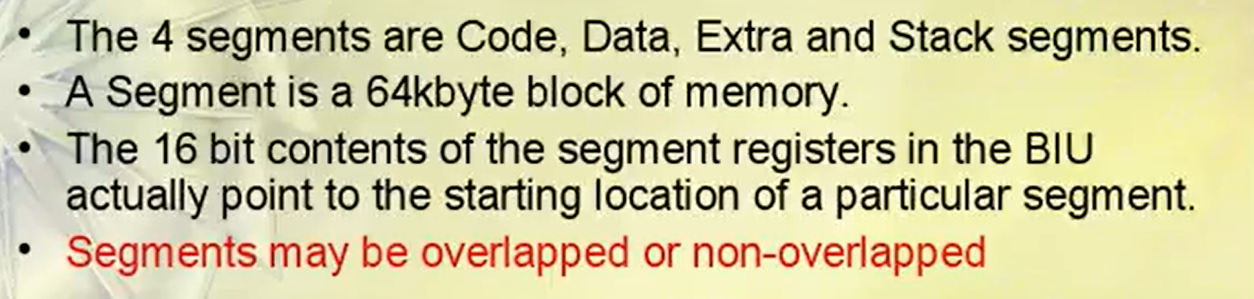 • The 4 segments are Code, Data, Extra and Stack segments.
• A Segment is a 64kbyte block of memory.
• The 16 bit contents of the segment registers in the BIU
actually point to the starting location of a particular segment.
• Segments may be overlapped or non-overlapped